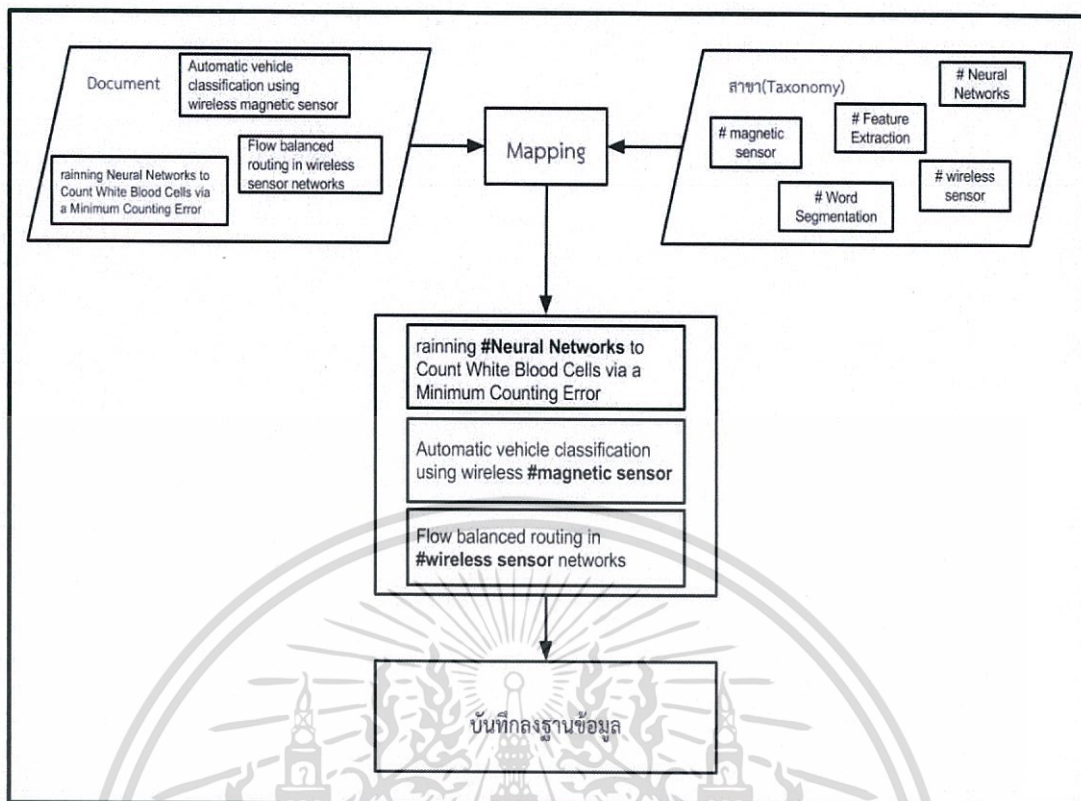 Document
Automatic vehicle
classification using
wireless magnetic sensor
Flow balanced
routing in wireless
sensor networks
rainning Neural Networks to
Count White Blood Cells via
a Minimum Counting Error
Mapping
สาขา(Taxonomy)
# Neural
Networks
# Feature
Extraction
# magnetic
sensor
# wireless
sensor
# Word
Segmentation
rainning #Neural Networks to
Count White Blood Cells via a
Minimum Counting Error
Automatic vehicle classification
using wireless #magnetic sensor
Flow balanced routing in
#wireless sensor networks
บันทึกลงฐานข้อมูล